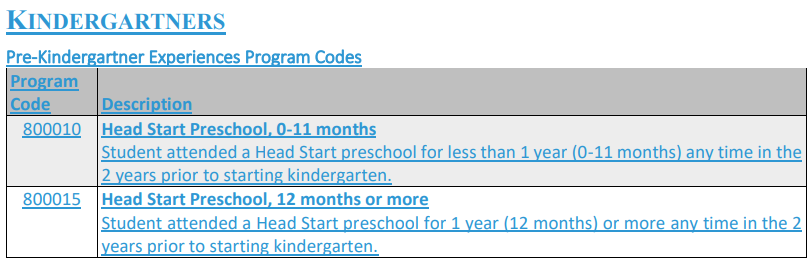 KINDERGARTNERS
Pre-Kindergartner Experiences Program Codes
Program
Code Description
800010 Head Start Preschool, 0-11 months
Student attended a Head Start preschool for less than 1 year (0-11 months) any time in the
2 years prior to starting kindergarten.
800015 Head Start Preschool, 12 months or more
Student attended a Head Start preschool for 1 year (12 months) or more any time in the 2
years prior to starting kindergarten.